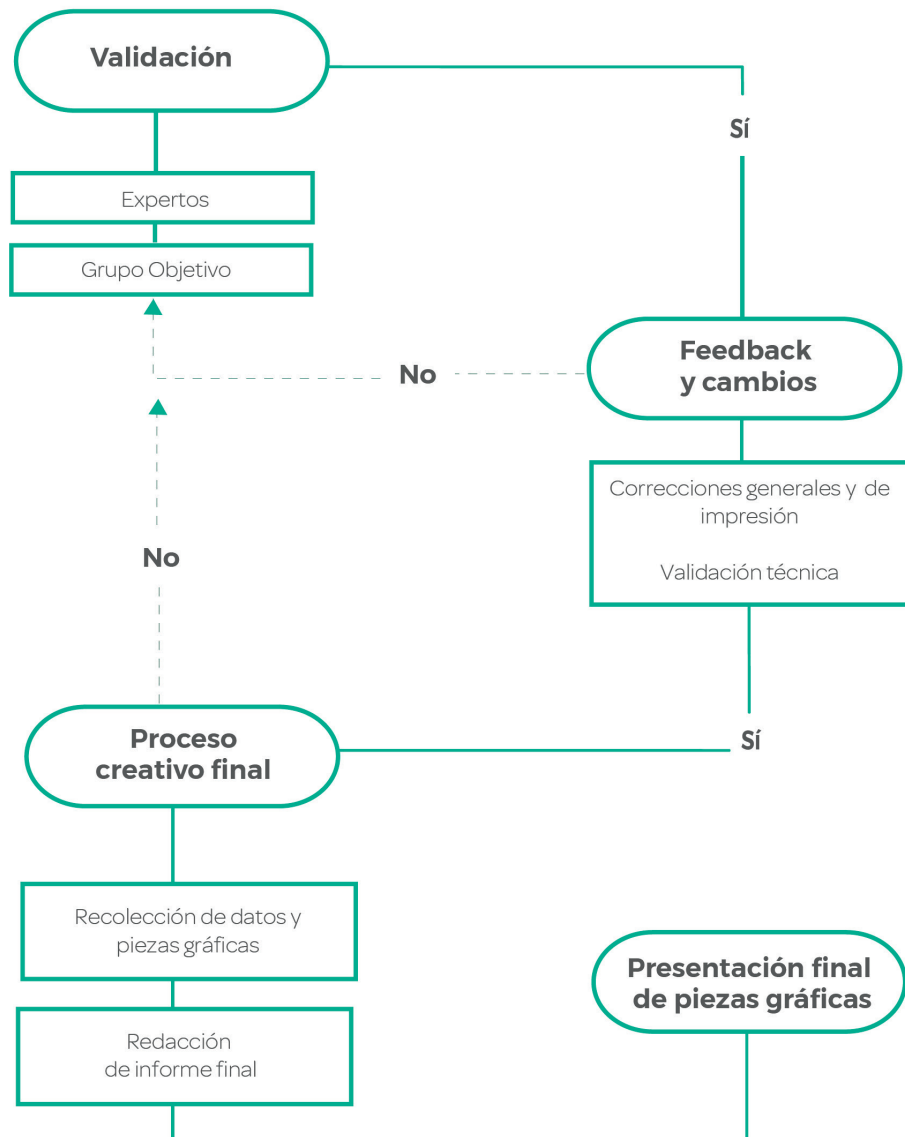 Validación
Sí
Expertos
Grupo Objetivo
Feedback
y cambios
No
Correcciones generales y de
impresión
Validación técnica
No
Proceso
creativo final
Sí
Recolección de datos y
piezas gráficas
Presentación final
de piezas gráficas
Redacción
de informe final